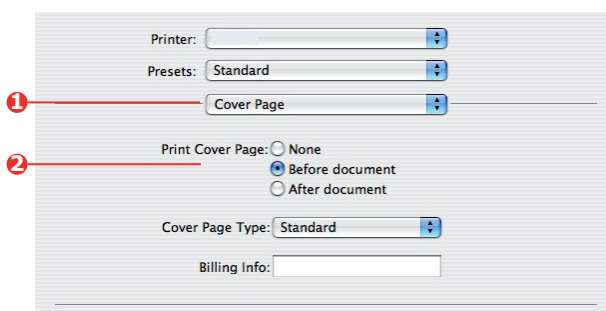 Printer:
Presets: Standard
1
Cover Page
2
Print Cover Page: None
Before document
After document
Cover Page Type: Standard
Billing Info: